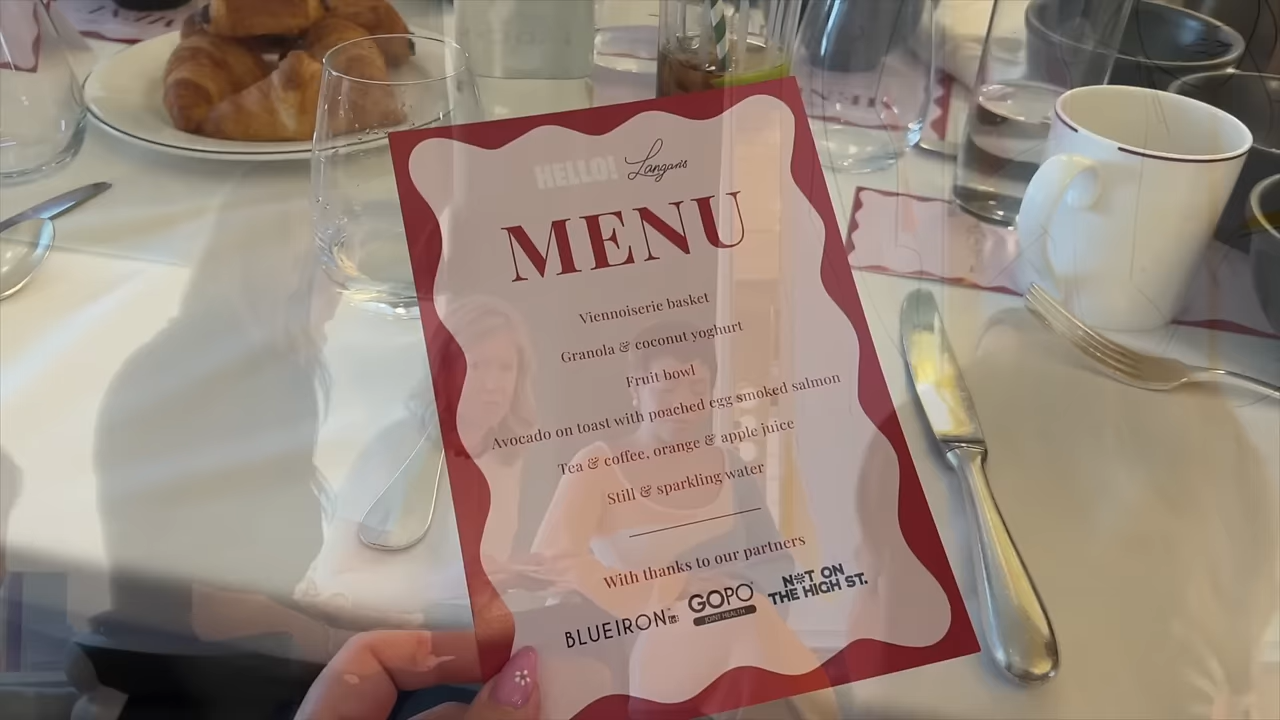 HELLO! Langan's
MENU
Viennoiserie basket
Granola & coconut yoghurt
Fruit bowl
Avocado on toast with poached egg smoked salmon
Tea & coffee, orange & apple juice
Still & sparkling water
With thanks to our partners
BLUEIRON
GOPO
JOINT HEALTH
N*T ON
THE HIGH ST.